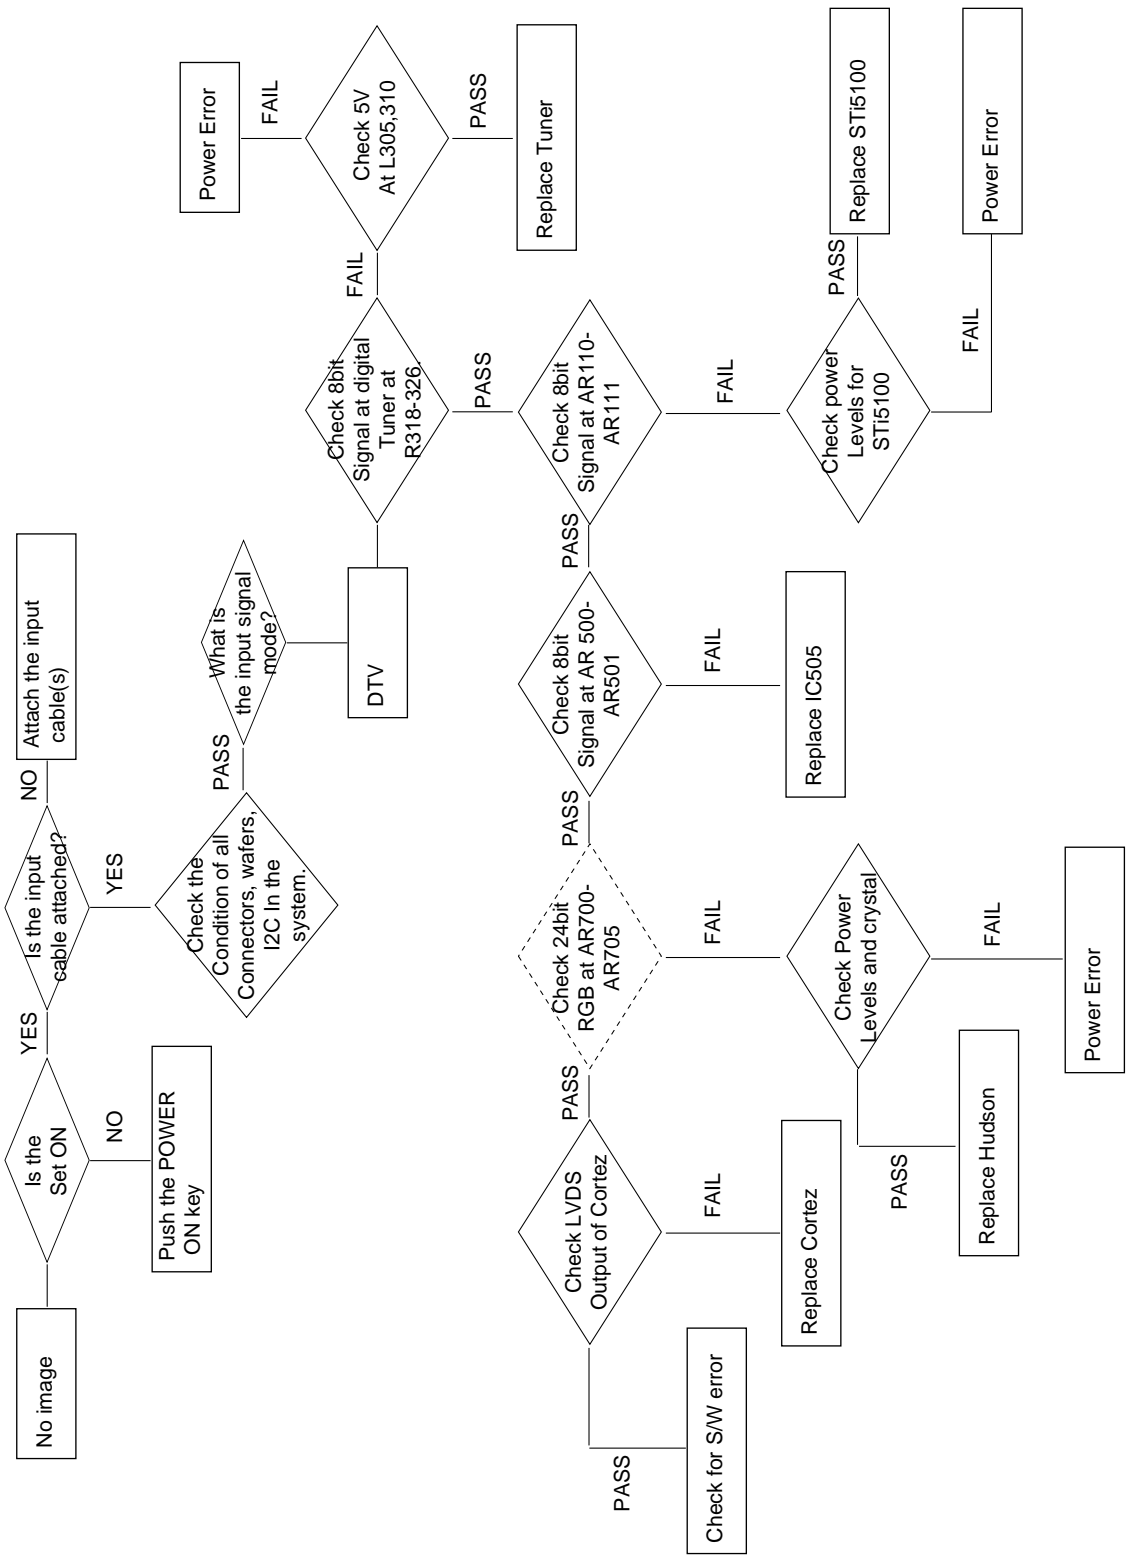 No image
Is the
Set ON
YES
NO
Push the POWER
ON key
Is the input
cable attached?
NO
Attach the input
cable(s)
YES
Check the
Condition of all
Connectors, wafers,
I2C In the
system.
PASS
What is
the input signal
mode?
DTV
Check 8bit
Signal at digital
Tuner at
R318-326.
FAIL
Check 5V
At L305,310
FAIL
Power Error
PASS
Replace Tuner
PASS
Check 8bit
Signal at AR110-
AR111
FAIL
Check power
Levels for
STi5100
PASS
Replace STi5100
FAIL
Power Error
PASS
Check 8bit
Signal at AR 500-
AR501
FAIL
Replace IC505
PASS
Check 24bit
RGB at AR700-
AR705
FAIL
Check Power
Levels and crystal
FAIL
Power Error
PASS
Replace Hudson
PASS
Check LVDS
Output of Cortez
FAIL
Replace Cortez
PASS
Check for S/W error